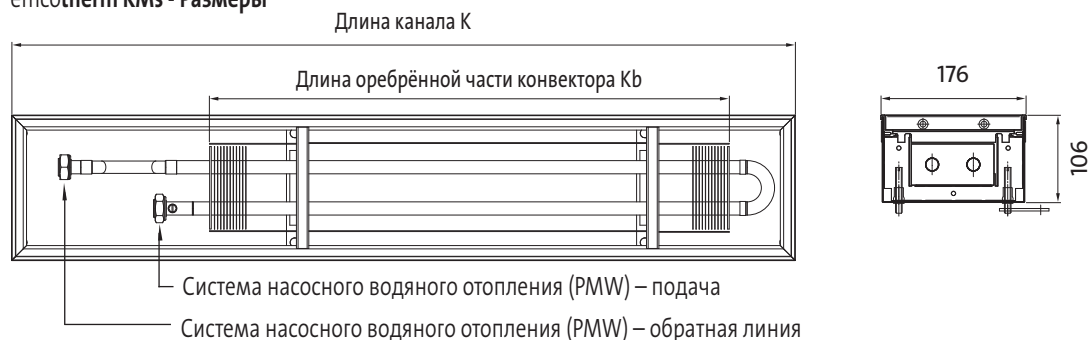 emcotherm KMs - Размеры
Длина канала K
Длина оребрённой части конвектора Kb
176
106
Система насосного водяного отопления (PMW) – подача
Система насосного водяного отопления (PMW) – обратная линия